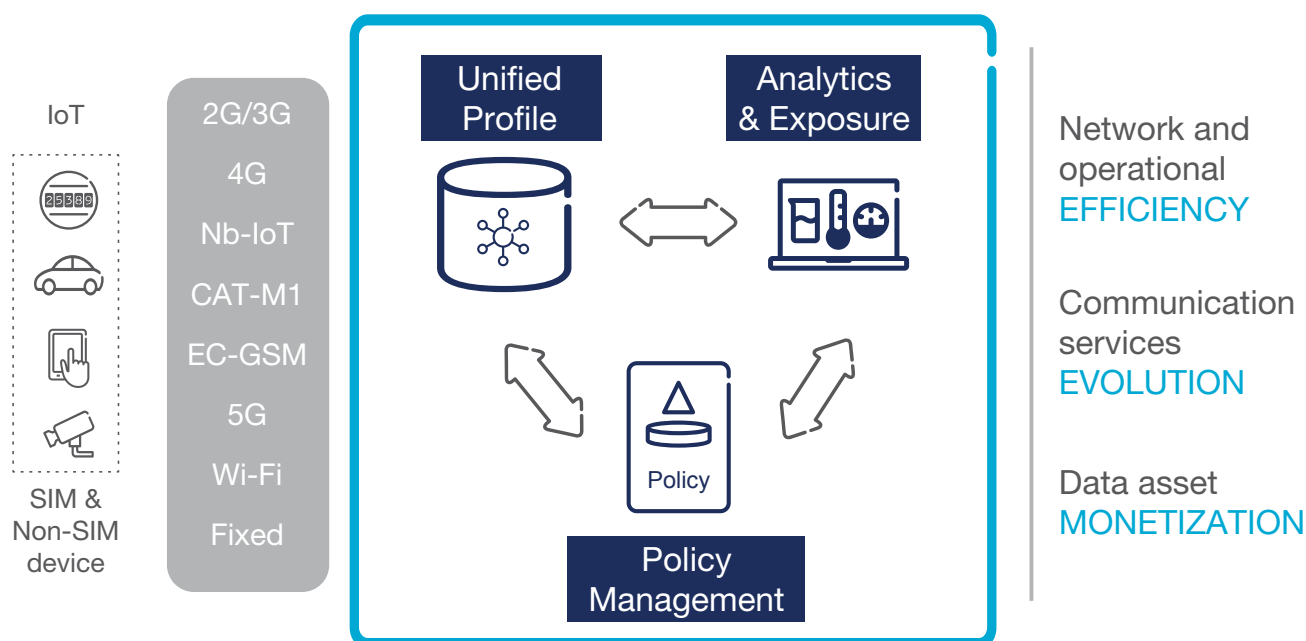 IoT
25389
SIM &
Non-SIM
device
2G/3G
4G
Nb-IoT
CAT-M1
EC-GSM
5G
Wi-Fi
Fixed
Unified
Profile
Analytics
& Exposure
Policy
Policy
Management
Network and
operational
EFFICIENCY
Communication
services
EVOLUTION
Data asset
MONETIZATION